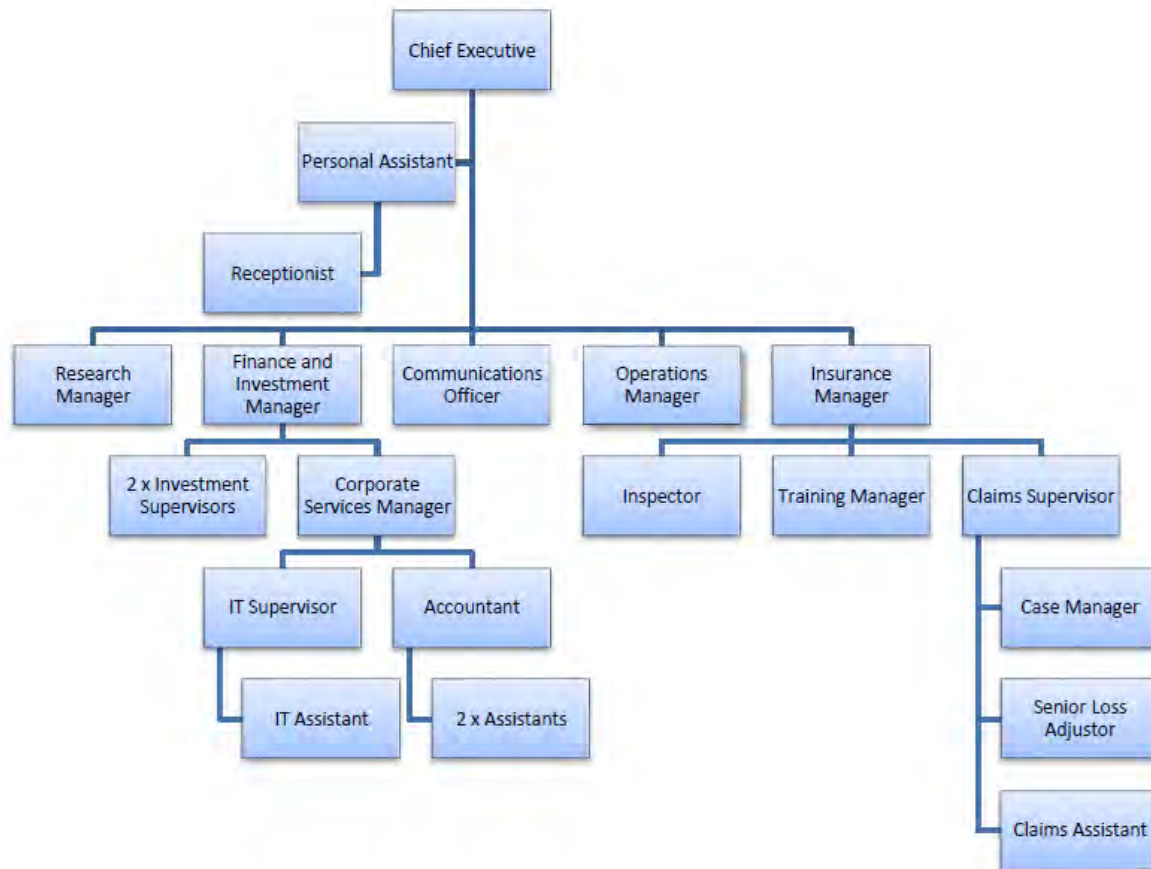 Chief Executive
Personal Assistant
Receptionist
Research
Manager
Finance and
Investment
Manager
Communications
Officer
Operations
Manager
Insurance
Manager
2 x Investment
Supervisors
Corporate
Services Manager
Inspector
Training Manager
Claims Supervisor
IT Supervisor
Accountant
Case Manager
IT Assistant
2 x Assistants
Senior Loss
Adjustor
Claims Assistant